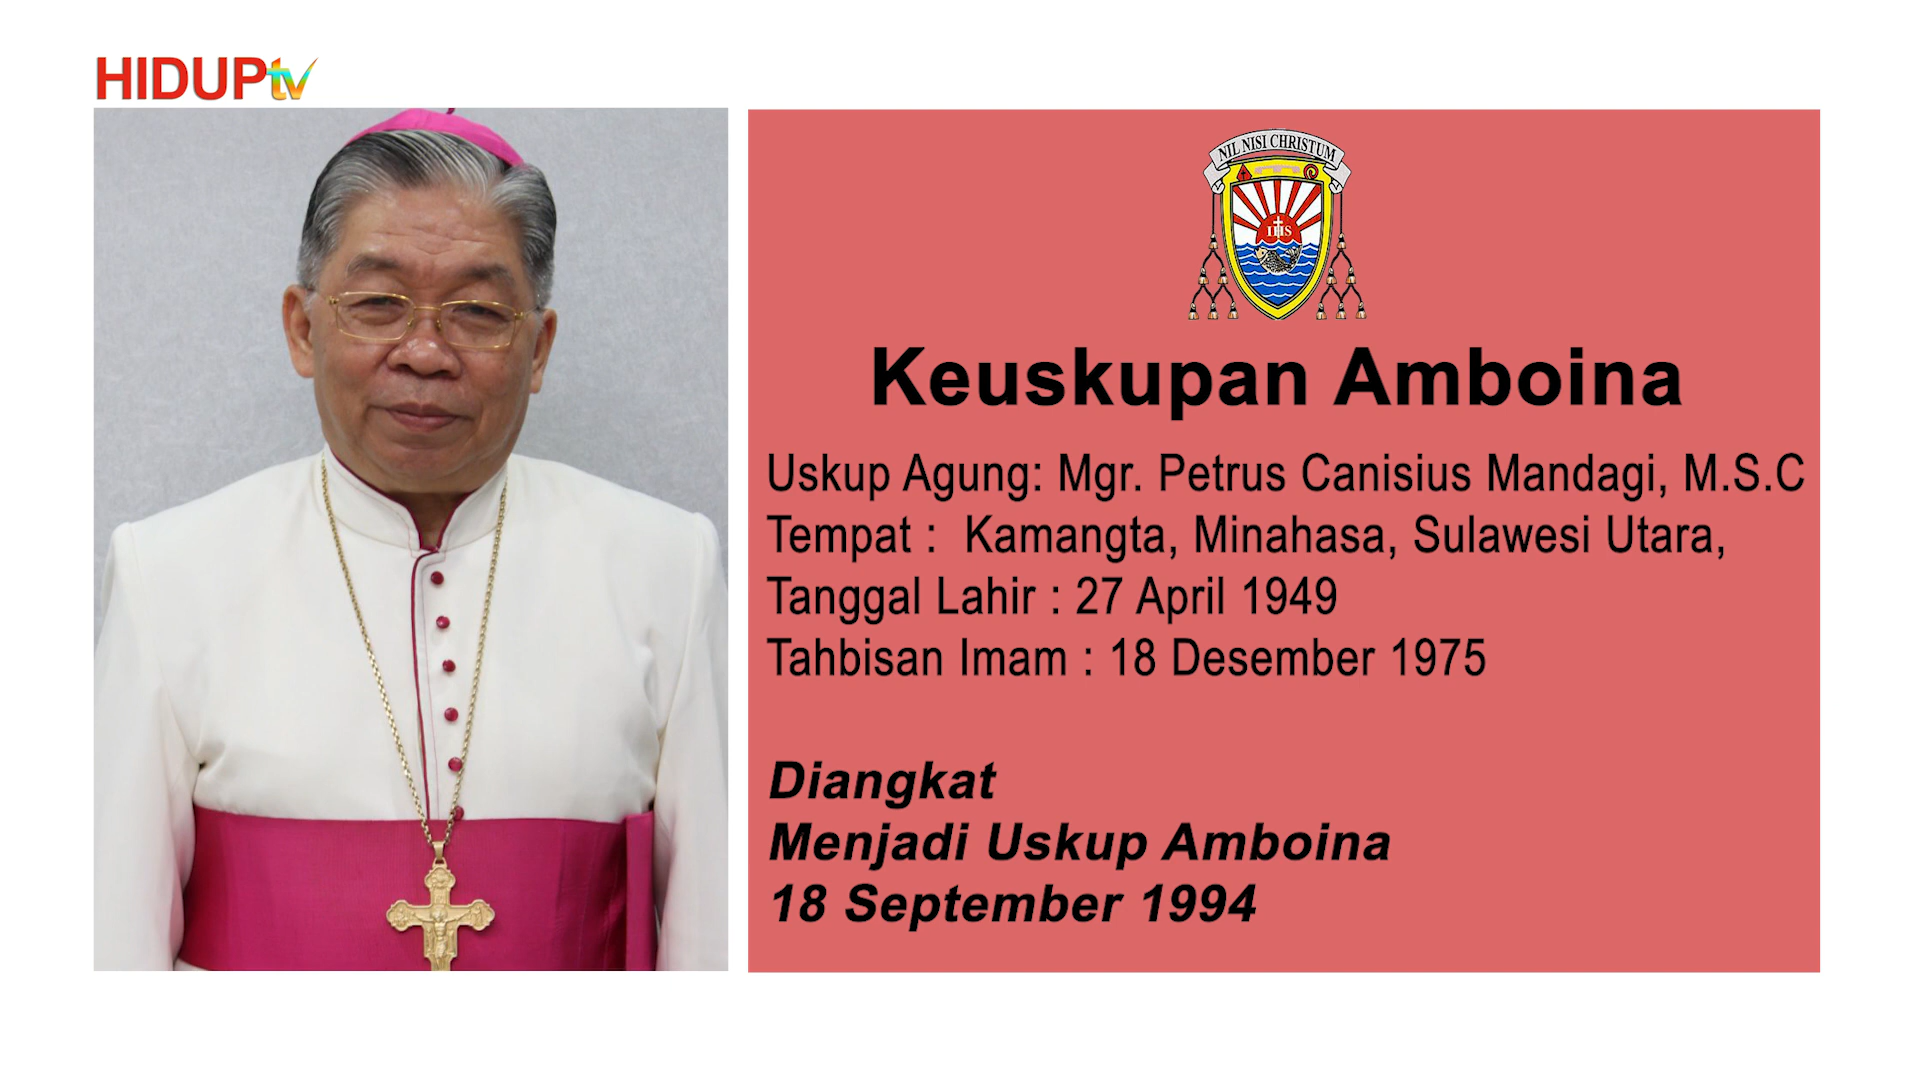 HIDUPtv
NIL NISI CHRISTUM
IHS
Keuskupan Amboina
Uskup Agung: Mgr. Petrus Canisius Mandagi, M.S.C
Tempat : Kamangta, Minahasa, Sulawesi Utara,
Tanggal Lahir : 27 April 1949
Tahbisan Imam : 18 Desember 1975
Diangkat
Menjadi Uskup Amboina
18 September 1994